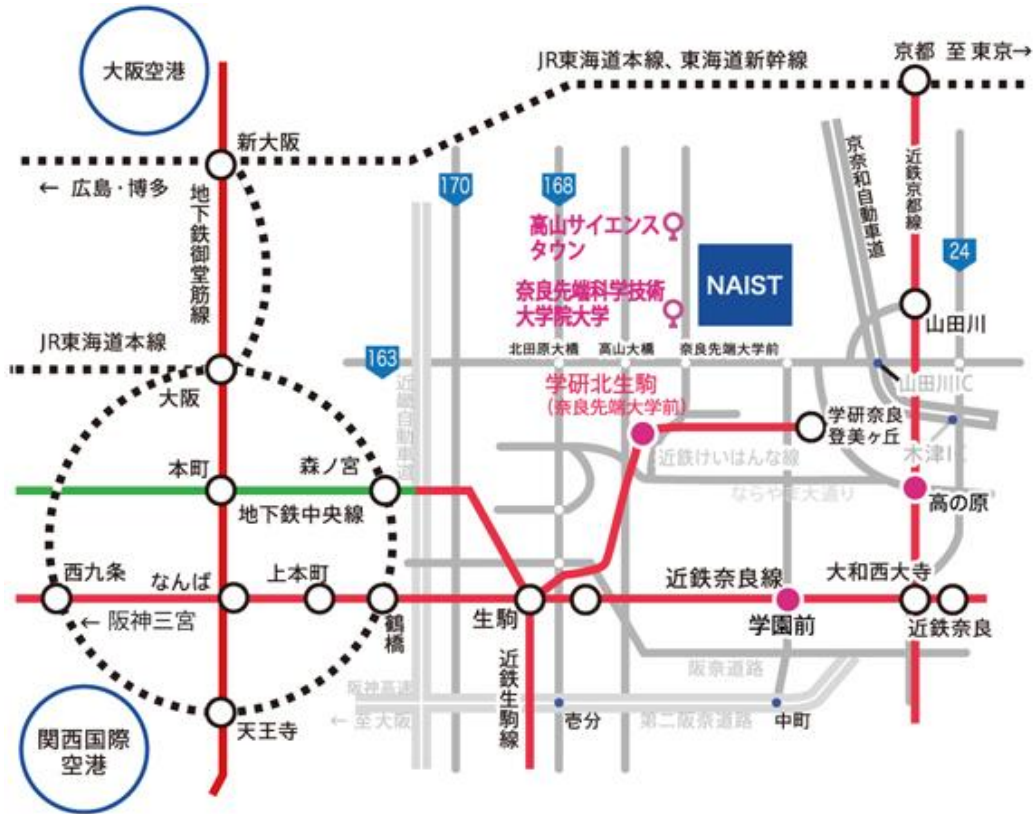 大阪空港
JR東海道本線、東海道新幹線
京都 至 東京→
新大阪
← 広島・博多
地下鉄御堂筋線
170
168
高山サイエンス
タウン
NAIST
京奈和自動車道
近鉄京都線
24
奈良先端科学技術
大学院大学
山田川
JR東海道本線
163
北田原大橋
高山大橋
奈良先端大学前
大阪
近畿自動車道
学研北生駒
(奈良先端大学前)
山田川IC
学研奈良
登美ヶ丘
本町
森ノ宮
近鉄けいはんな線
木津IC
地下鉄中央線
ならやま大通り
高の原
西九条
なんば
上本町
近鉄奈良線
大和西大寺
← 阪神三宮
鶴橋
生駒
学園前
近鉄奈良
近鉄生駒線
阪奈道路
阪神高速
← 至大阪
壱分
第二阪奈道路
中町
天王寺
関西国際
空港